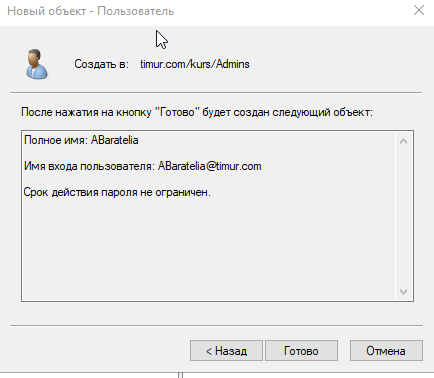 Новый объект - Пользователь
Создать в: timur.com/kurs/Admins
После нажатия на кнопку "Готово" будет создан следующий объект:
Полное имя: ABaratelia
Имя входа пользователя: ABaratelia@timur.com
Срок действия пароля не ограничен.
< Назад Готово Отмена